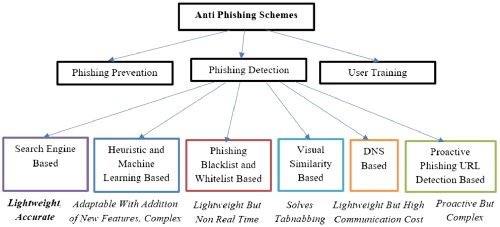 Anti Phishing Schemes
Phishing Prevention
Phishing Detection
User Training
Search Engine
Based
Heuristic and
Machine
Learning Based
Phishing
Blacklist and
Whitelist Based
Visual
Similarity
Based
DNS
Based
Proactive
Phishing URL
Detection Based
Lightweight,
Accurate
Adaptable With Addition
of New Features, Complex
Lightweight But
Non Real Time
Solves
Tabnabbing
Lightweight But High
Communication Cost
Proactive But
Complex